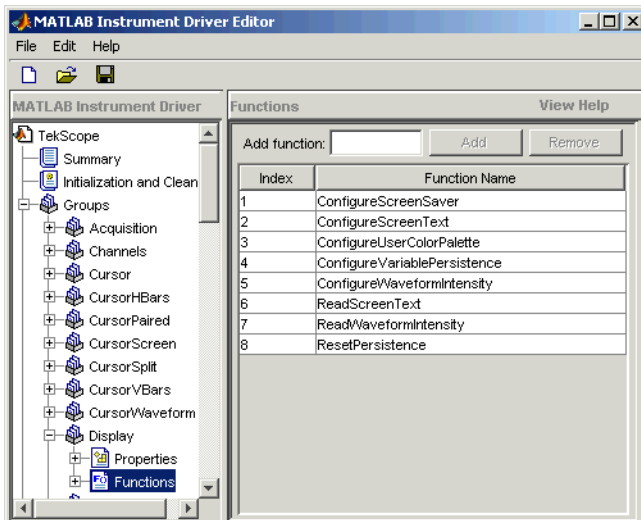 MATLAB Instrument Driver Editor
File Edit Help
MATLAB Instrument Driver
TekScope
Summary
Initialization and Clean
Groups
Acquisition
Channels
Cursor
CursorHBars
CursorPaired
CursorScreen
CursorSplit
CursorVBars
CursorWaveform
Display
Properties
Functions
Functions View Help
Add function: Add Remove
Index Function Name
1 ConfigureScreenSaver
2 ConfigureScreenText
3 ConfigureUserColorPalette
4 ConfigureVariablePersistence
5 ConfigureWaveformIntensity
6 ReadScreenText
7 ReadWaveformIntensity
8 ResetPersistence